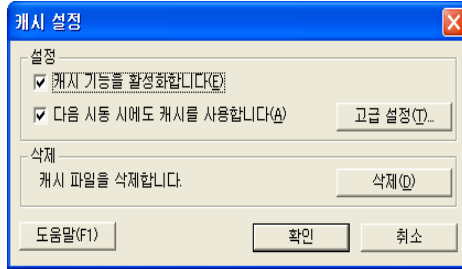 캐시 설정
설정
캐시 기능을 활성화합니다(E)
다음 시동 시에도 캐시를 사용합니다(A)
고급 설정(T)...
삭제
캐시 파일을 삭제합니다.
삭제(D)
도움말(F1)
확인
취소